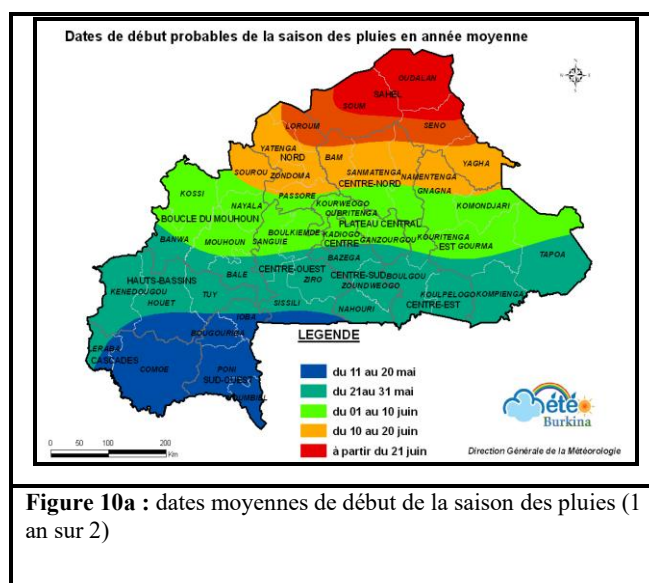 Dates de début probables de la saison des pluies en année moyenne
OUDALAN
SAHEL
SOUM
LOROUM
SENO
YATENGA
NORD
BAM
YAGHA
SOUROU
ZONDOMA
SANMATENGA
NAMENTENGA
CENTRE-NORD
GNAGNA
KOSSI
PASSORE
KOURWEOGO
KOMONDJARI
NAYALA
OUBRITENGA
BOUCLE DU MOUHOUN
PLATEAU CENTRAL
BOULKIEMDE
KADIOGO
KOURITENGA
BANWA
MOUHOUN
SANGUIE
CENTRE
GANZOURGOU
EST
GOURMA
TAPOA
BAZEGA
BALE
CENTRE-OUEST
CENTRE-SUD
BOULGOU
HAUTS-BASSINS
ZIRO
ZOUNDWEOGO
KENEDOUGOU
HOUET
TUY
KOULPELOGO
KOMPIENGA
SISSILI
NAHOURI
CENTRE-EST
IOBA
BOUGOURIBA
LERABA
CASCADES
COMOE
PONI
SUD-OUEST
LEGENDE
du 11 au 20 mai
du 21au 31 mai
du 01 au 10 juin
du 10 au 20 juin
à partir du 21 juin
été
Burkina
0 50 100 200
Km
Direction Générale de la Météorologie
Figure 10a : dates moyennes de début de la saison des pluies (1
an sur 2)